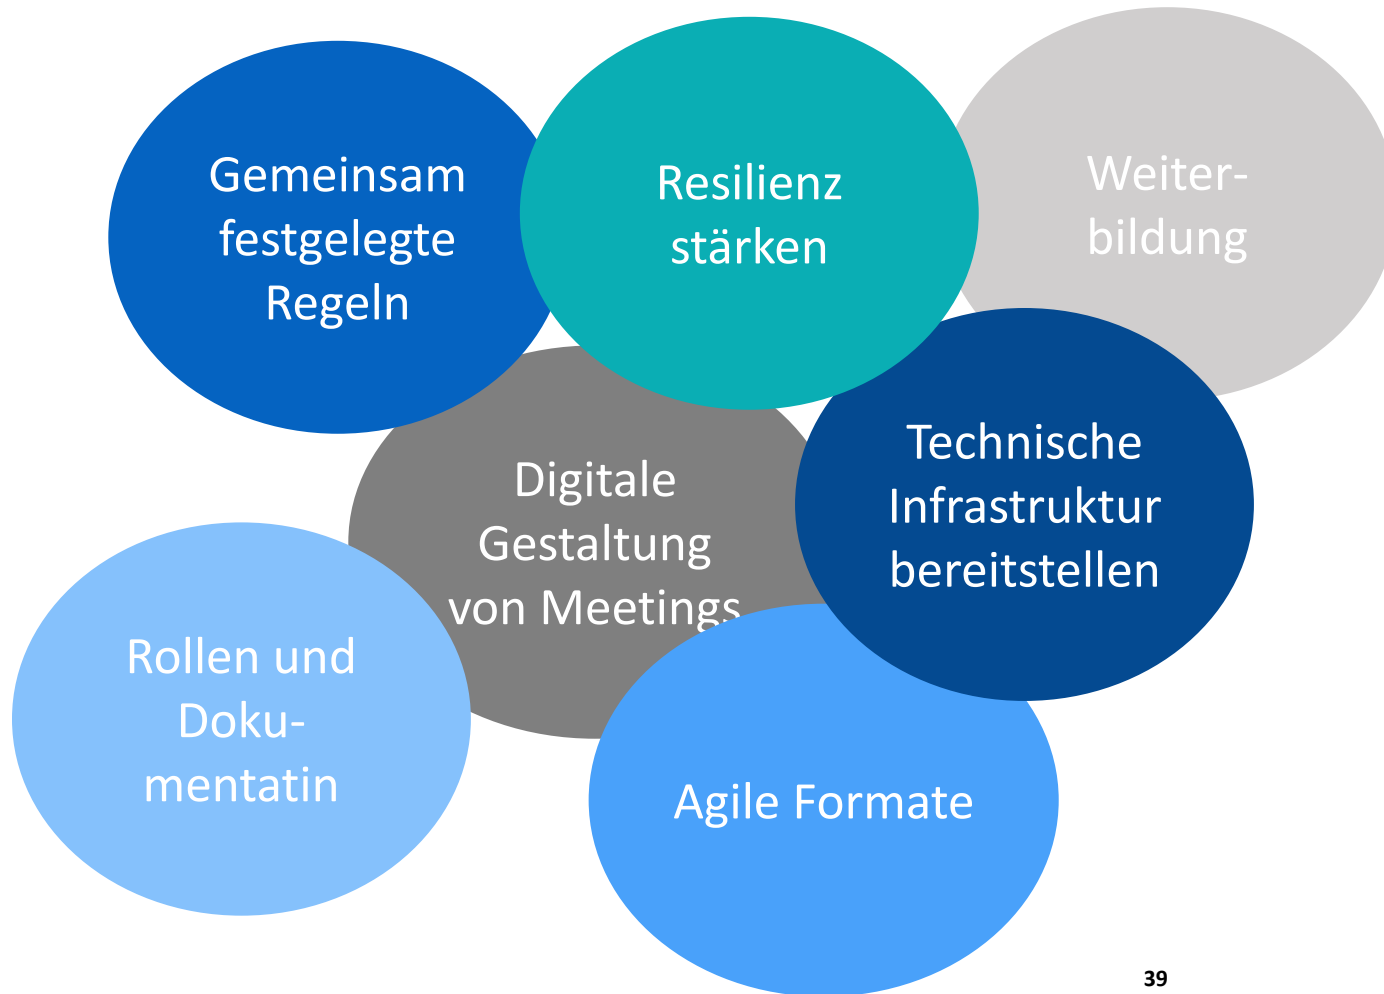 Gemeinsam
festgelegte
Regeln
Resilienz
stärken
Weiter-
bildung
Digitale
Gestaltung
von Meetings
Technische
Infrastruktur
bereitstellen
Rollen und
Doku-
mentatin
Agile Formate
39